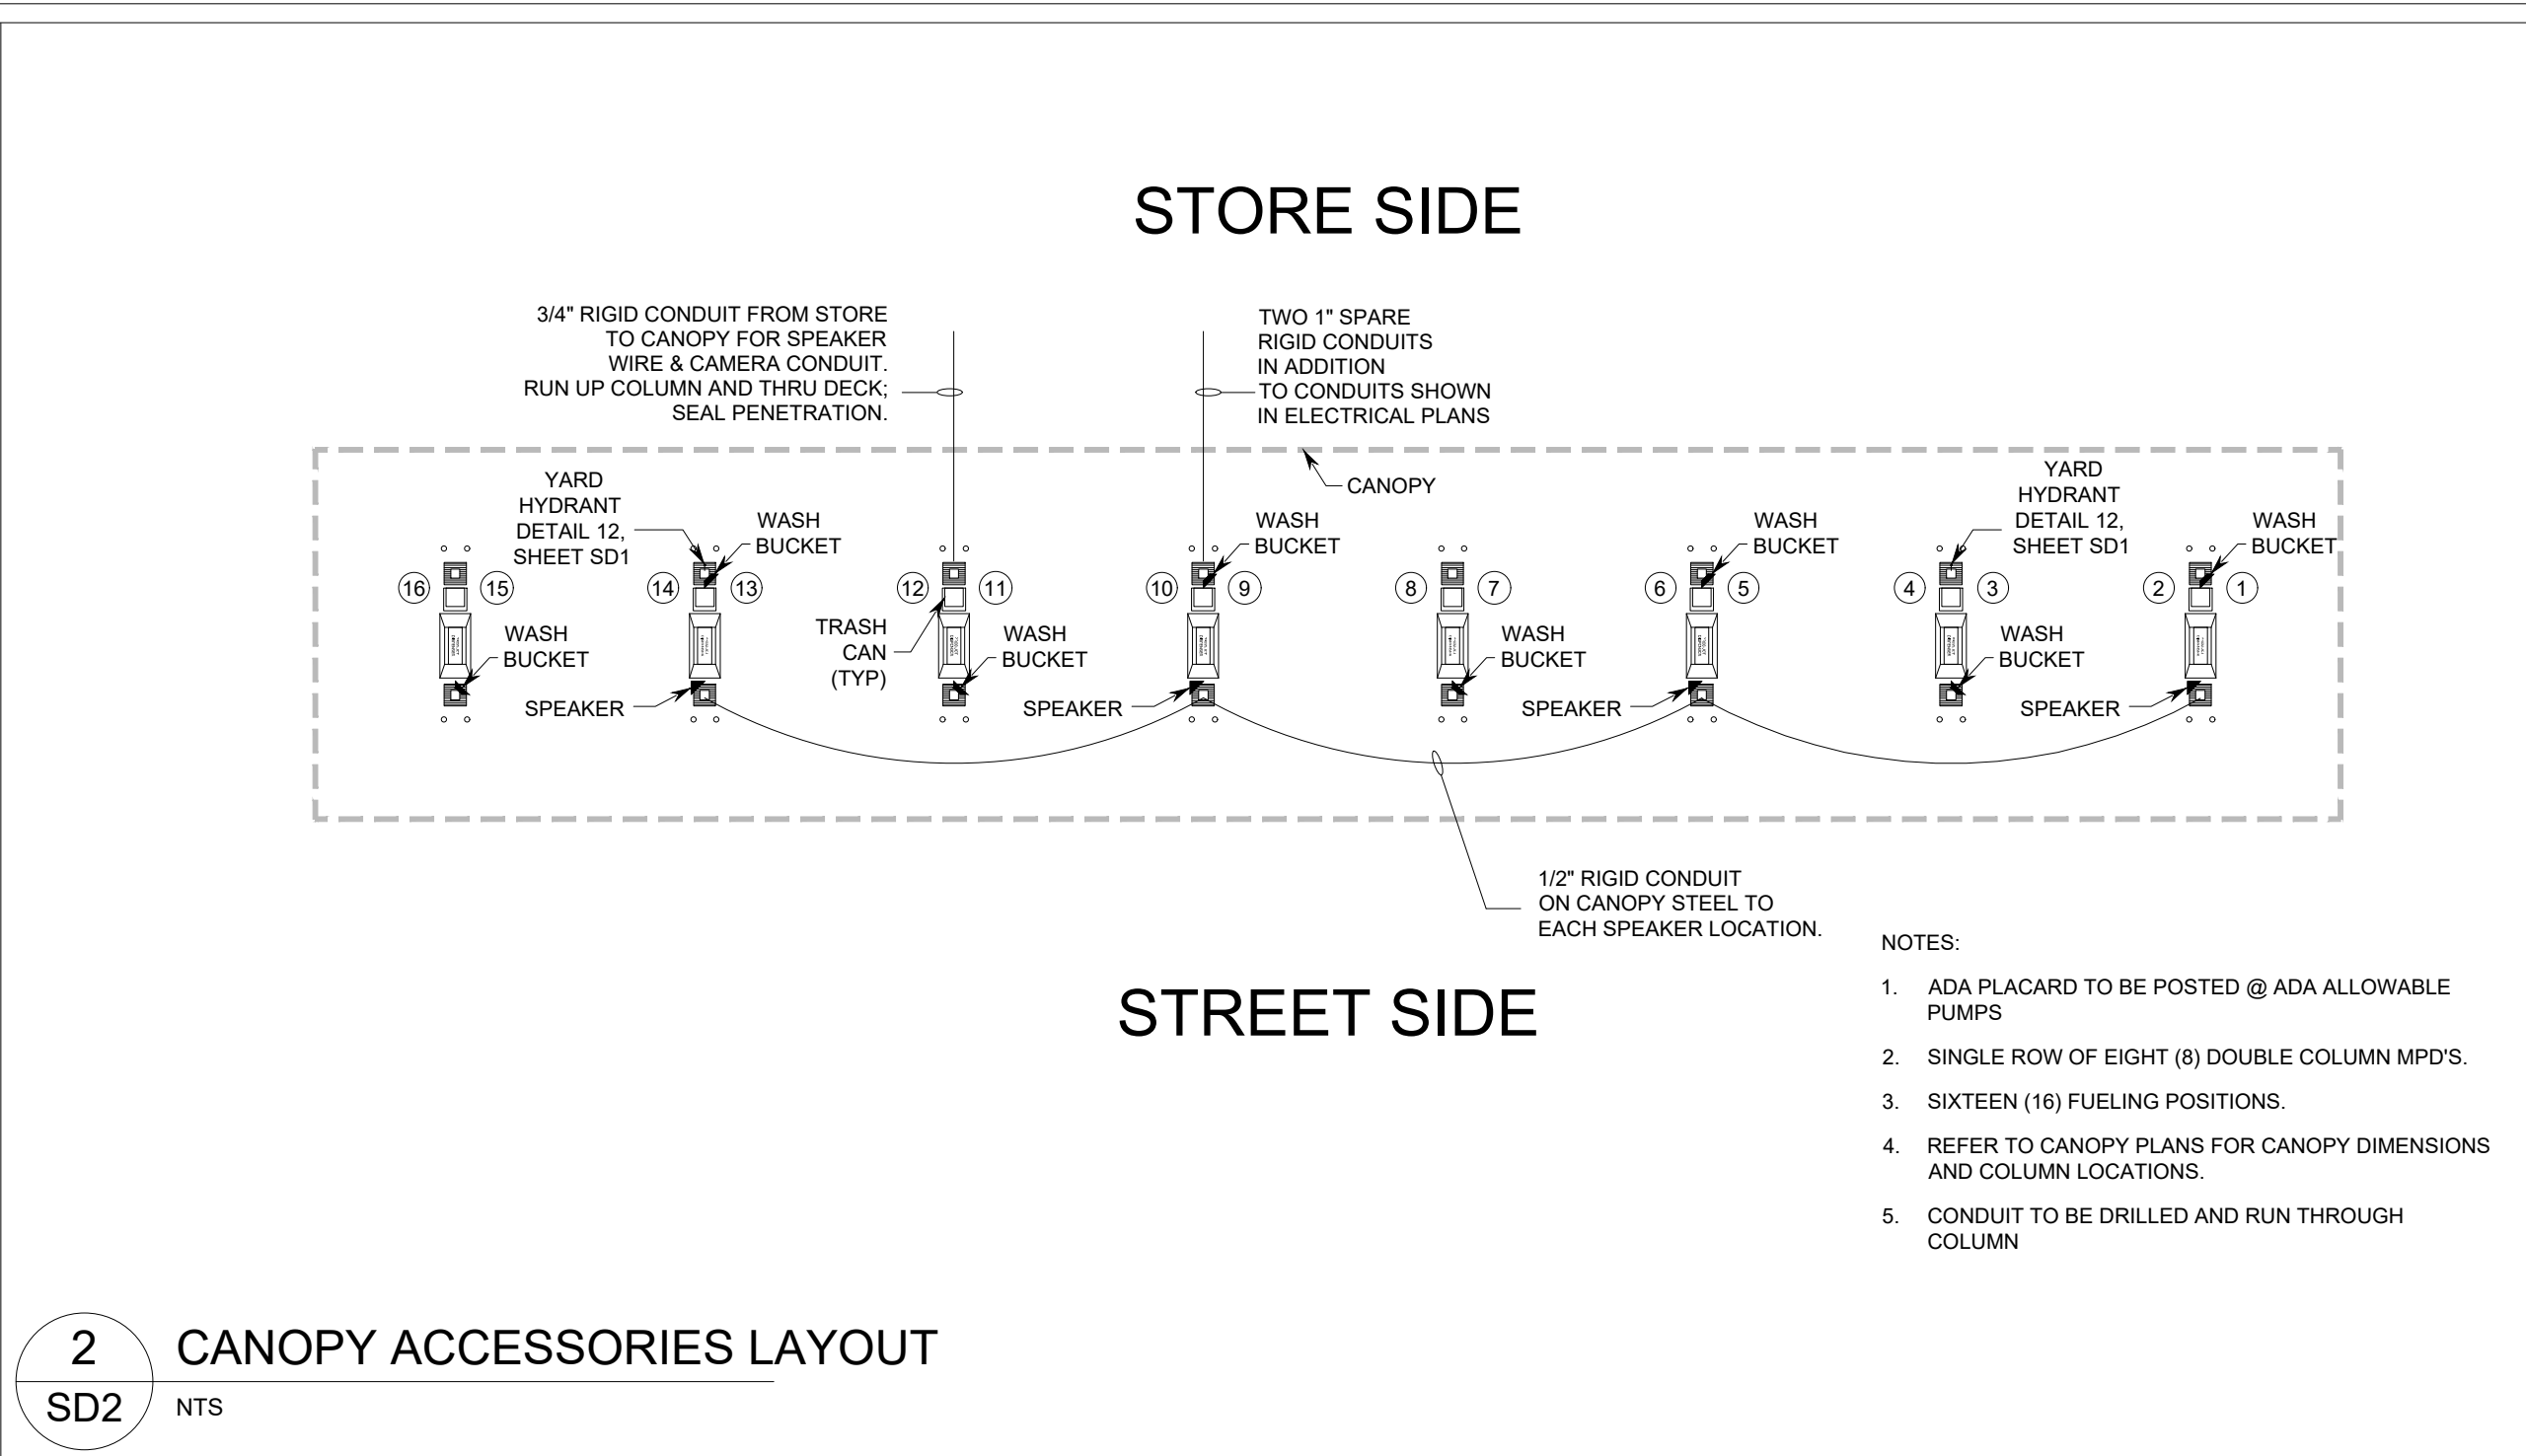 STORE SIDE
3/4" RIGID CONDUIT FROM STORE
TO CANOPY FOR SPEAKER
WIRE & CAMERA CONDUIT.
RUN UP COLUMN AND THRU DECK;
SEAL PENETRATION.
TWO 1" SPARE
RIGID CONDUITS
IN ADDITION
TO CONDUITS SHOWN
IN ELECTRICAL PLANS
CANOPY
YARD
HYDRANT
DETAIL 12,
SHEET SD1
WASH
BUCKET
WASH
BUCKET
WASH
BUCKET
YARD
HYDRANT
DETAIL 12,
SHEET SD1
WASH
BUCKET
16 15 14 13 12 11 10 9 8 7 6 5 4 3 2 1
WASH
BUCKET
SPEAKER
TRASH
CAN
(TYP)
WASH
BUCKET
SPEAKER
WASH
BUCKET
SPEAKER
WASH
BUCKET
SPEAKER
1/2" RIGID CONDUIT
ON CANOPY STEEL TO
EACH SPEAKER LOCATION.
STREET SIDE
NOTES:
1. ADA PLACARD TO BE POSTED @ ADA ALLOWABLE
PUMPS
2. SINGLE ROW OF EIGHT (8) DOUBLE COLUMN MPD'S.
3. SIXTEEN (16) FUELING POSITIONS.
4. REFER TO CANOPY PLANS FOR CANOPY DIMENSIONS
AND COLUMN LOCATIONS.
5. CONDUIT TO BE DRILLED AND RUN THROUGH
COLUMN
2
SD2
CANOPY ACCESSORIES LAYOUT
NTS